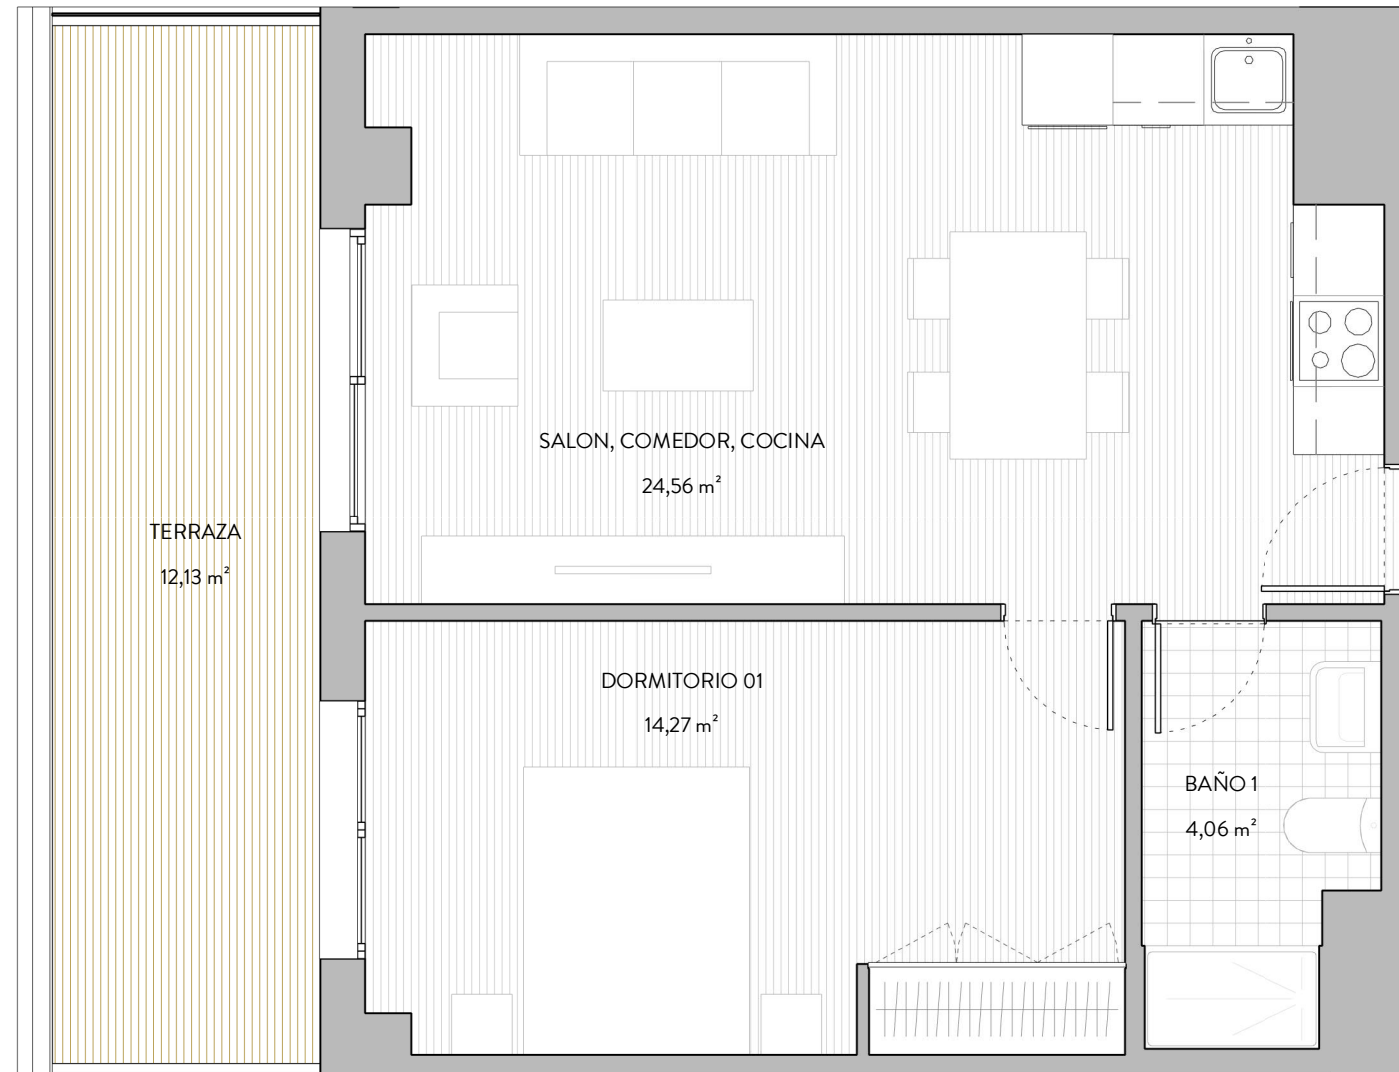 SALON, COMEDOR, COCINA
24,56 m²
TERRAZA
12,13 m²
DORMITORIO 01
14,27 m²
BAÑO 1
4,06 m²